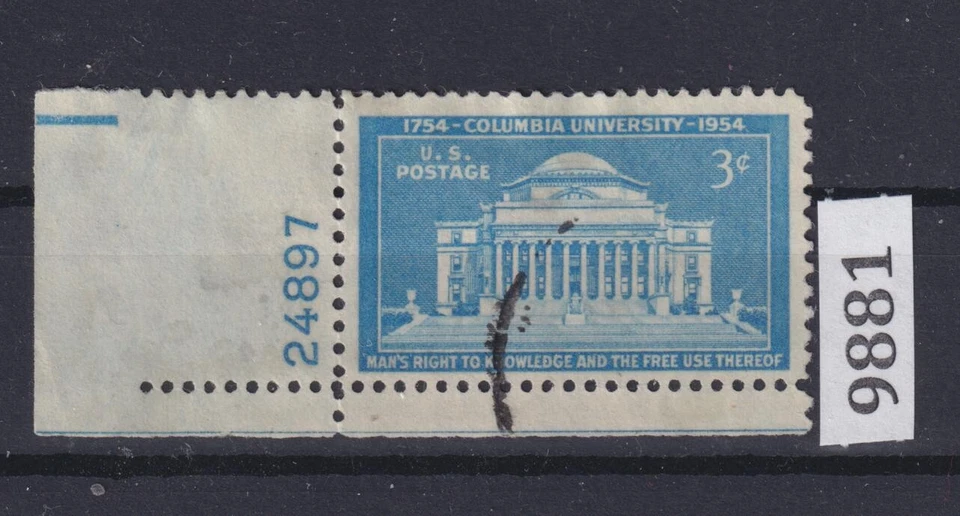 1754-COLUMBIA UNIVERSITY-1954
U.S.
POSTAGE
3¢
MAN'S RIGHT TO KNOWLEDGE AND THE FREE USE THEREOF
24897
9881